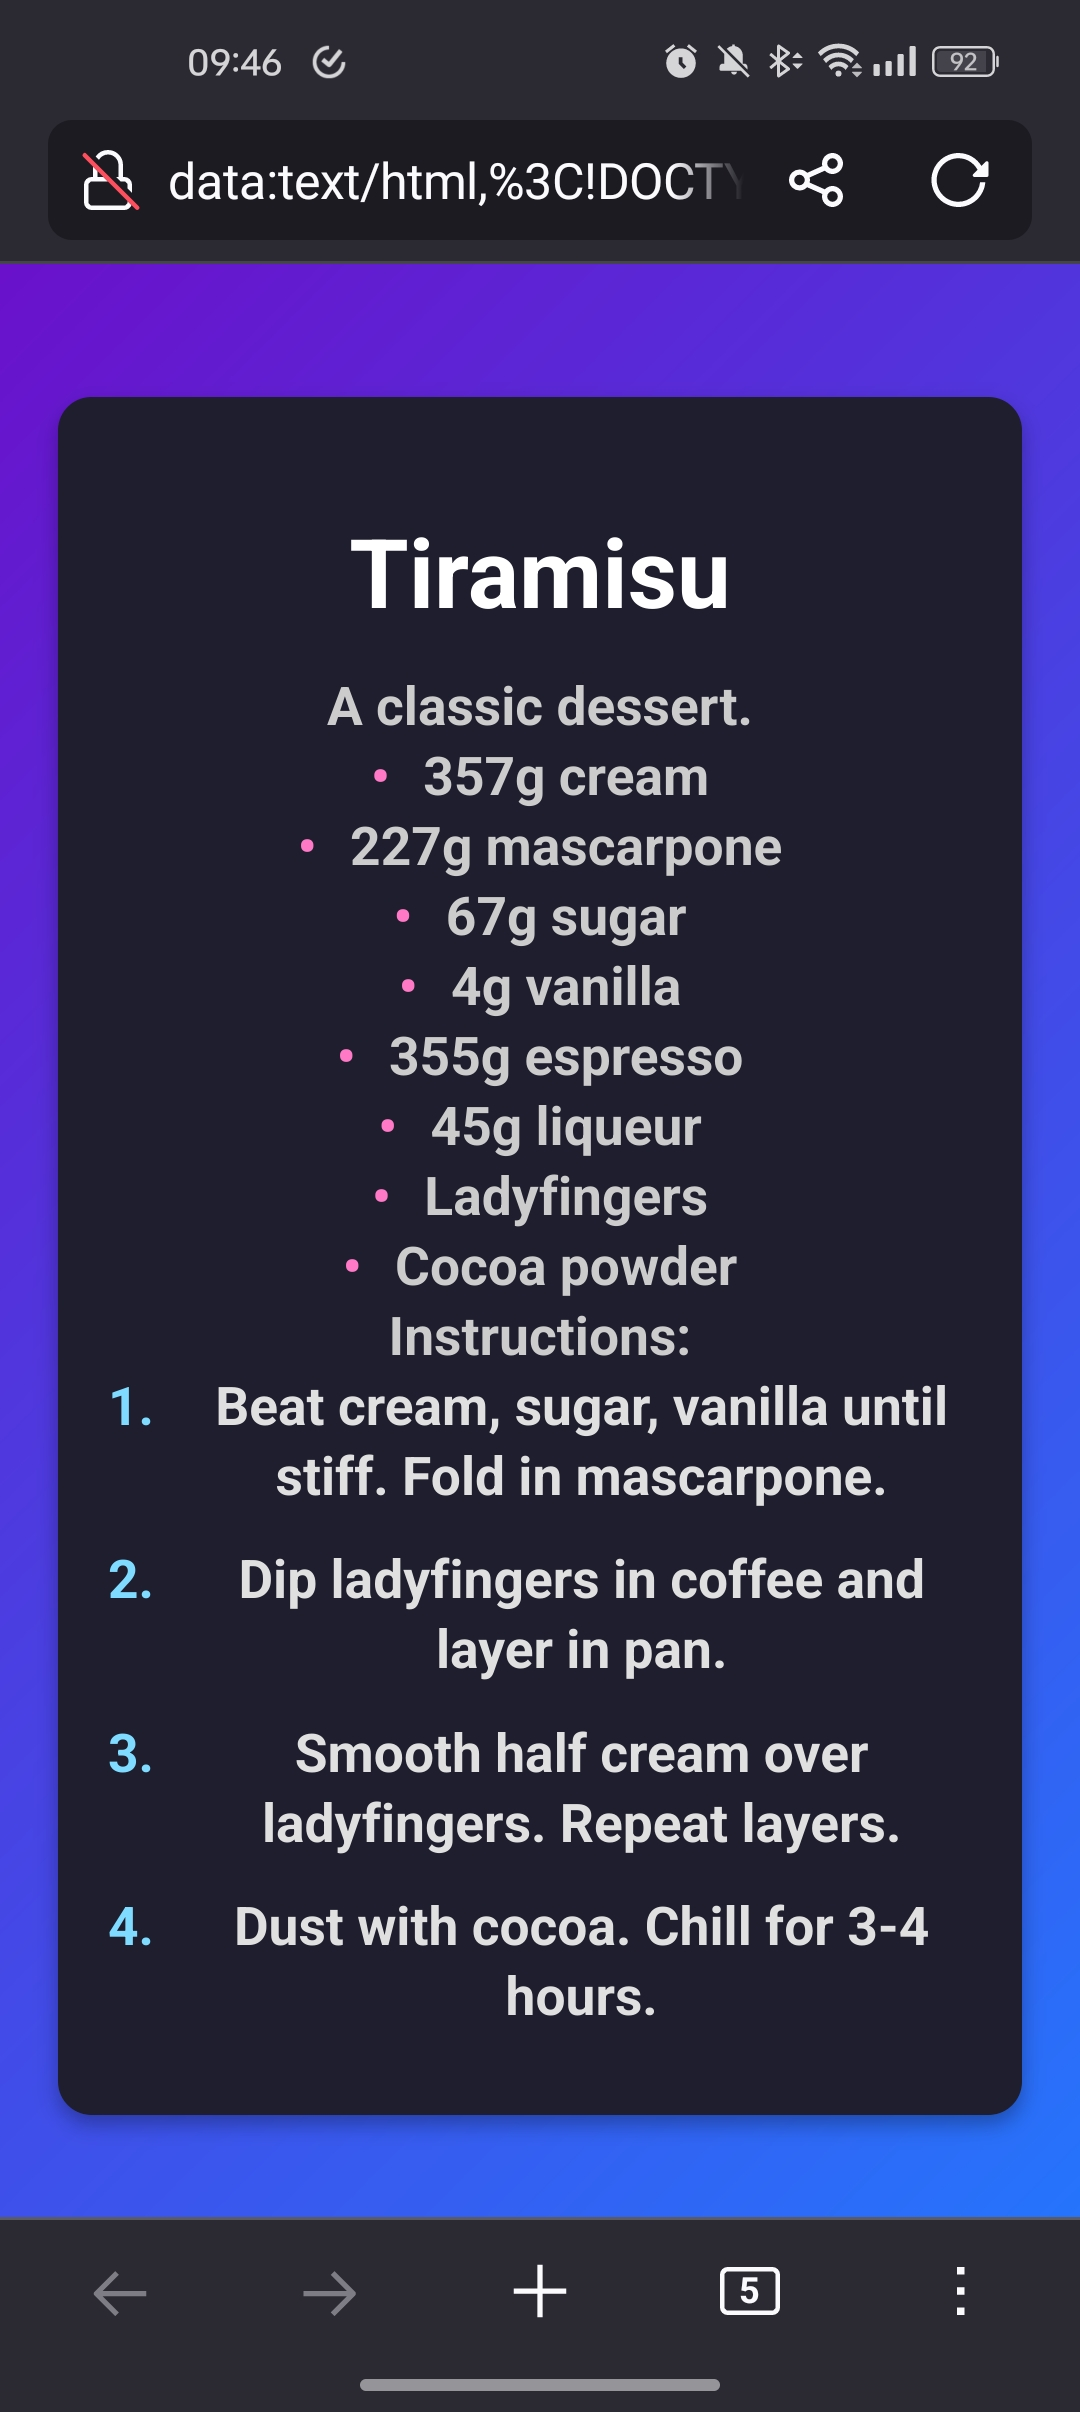 09:46
92
data:text/html,%3C!DOCTY
Tiramisu
A classic dessert.
• 357g cream
• 227g mascarpone
• 67g sugar
• 4g vanilla
• 355g espresso
• 45g liqueur
• Ladyfingers
• Cocoa powder
Instructions:
1. Beat cream, sugar, vanilla until
stiff. Fold in mascarpone.
2. Dip ladyfingers in coffee and
layer in pan.
3. Smooth half cream over
ladyfingers. Repeat layers.
4. Dust with cocoa. Chill for 3-4
hours.
5